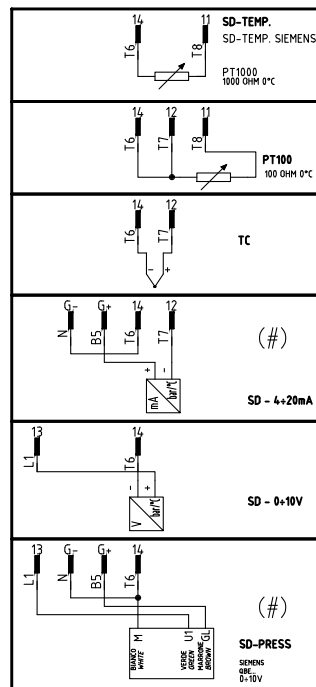 14 11 SD-TEMP.
SD-TEMP. SIEMENS
T6 T8
PT1000
1000 OHM 0°C
14 12 11
T6 T7 T8
PT100
100 OHM 0°C
14 12
T6 T7
TC
- +
G- G+ 14 12
N B5 T6 T7
(#)
+ -
mA bar/°C
SD - 4÷20mA
13 14
L1 T6
- +
V bar/°C
SD - 0÷10V
13 G- G+ 14
L1 N B5 T6
(#)
M U1 GL
SD-PRESS
BIANCO WHITE
VERDE GREEN
MARRONE BROWN
SIEMENS
QBE...
0÷10V